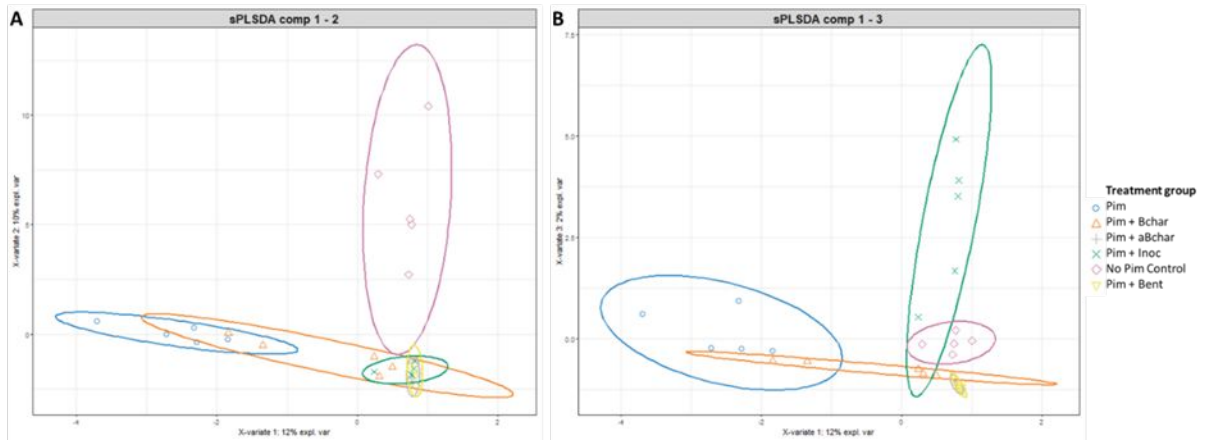 A
sPLSDA comp 1 - 2
10
5
0
X-variate 2: 10% expl. var
-4
-2
0
2
X-variate 1: 12% expl. var
B
sPLSDA comp 1 - 3
7.5
5.0
2.5
0.0
X-variate 3: 2% expl. var
-4
-2
0
2
X-variate 1: 12% expl. var
Treatment group
Pim
Pim + Bchar
Pim + aBchar
Pim + Inoc
No Pim Control
Pim + Bent